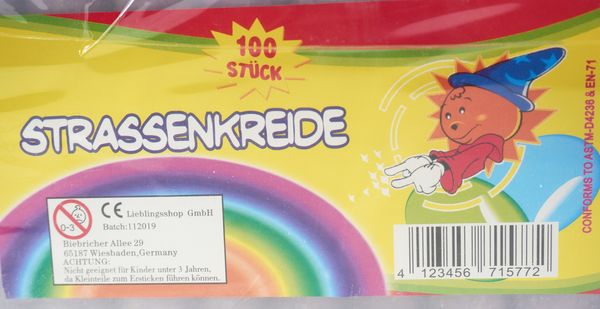 100
STÜCK
STRASSENKREIDE
0-3
CE Lieblingsshop GmbH
Batch:112019
Biebricher Allee 29
65187 Wiesbaden,Germany
ACHTUNG:
Nicht geeignet für Kinder unter 3 Jahren,
da Kleinteile zum Ersticken führen können.
4 123456 715772
CONFORMS TO ASTM-D4236 & EN-71